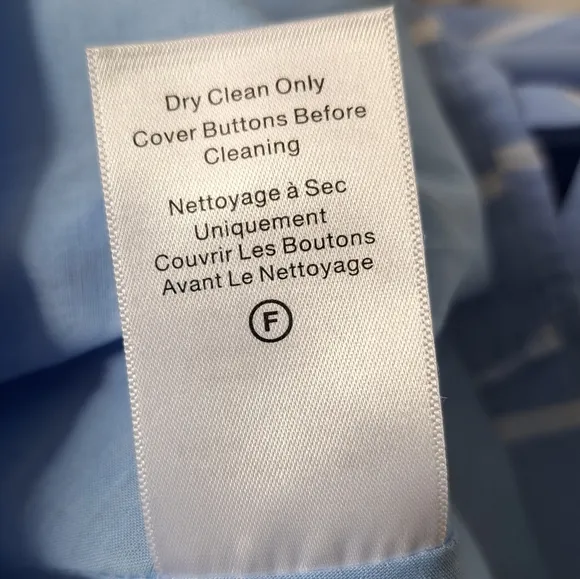 Dry Clean Only
Cover Buttons Before
Cleaning
Nettoyage à Sec
Uniquement
Couvrir Les Boutons
Avant Le Nettoyage
F